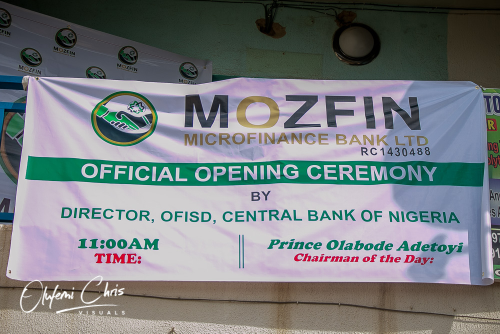 MOZFIN
MICROFINANCE BANK LTD
RC1430488
OFFICIAL OPENING CEREMONY
BY
DIRECTOR, OFISD, CENTRAL BANK OF NIGERIA
11:00AM
TIME:
Prince Olabode Adetoyi
Chairman of the Day:
Olufemi Chris
VISUALS